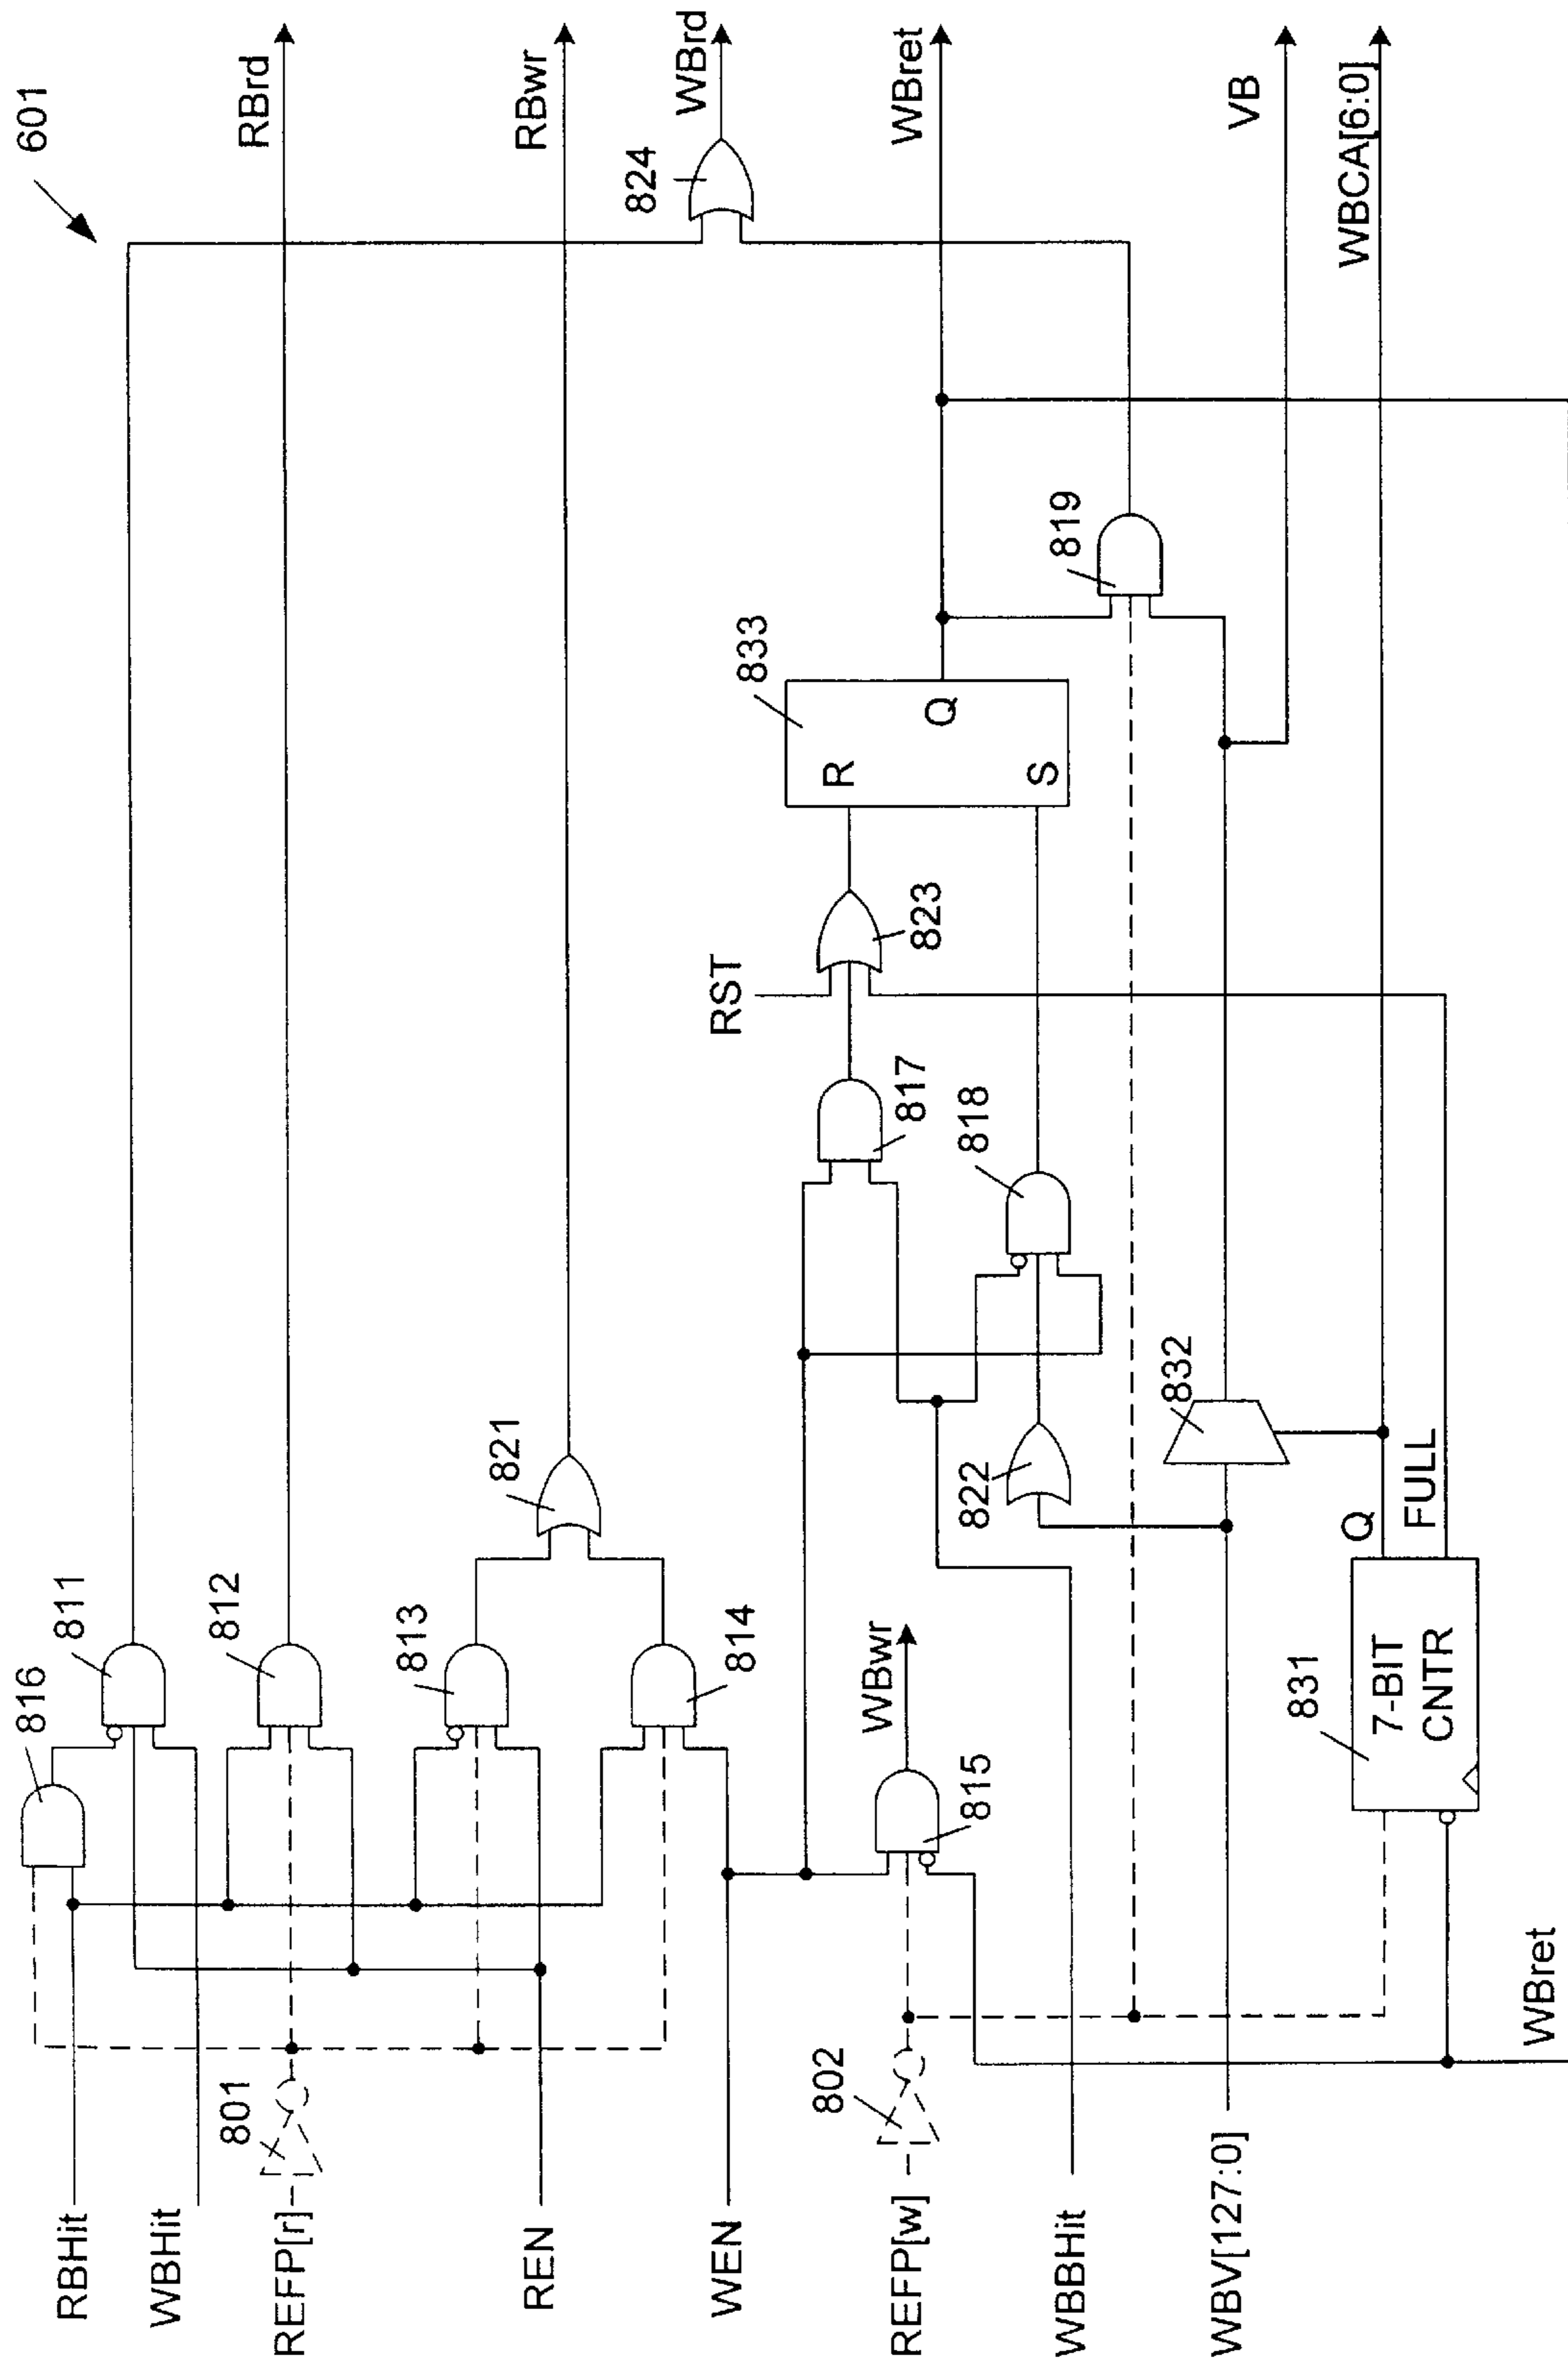 601
RBHit
WBHit
REFP[r]
REN
WEN
REFP[w]
WBBHit
WBV[127:0]
WBret
801
802
816
811
812
813
814
815
WBwr
831
7-BIT
CNTR
Q
FULL
821
822
832
817
818
RST
823
833
R
S
Q
819
824
RBrd
RBwr
WBrd
WBret
VB
WBCA[6:0]